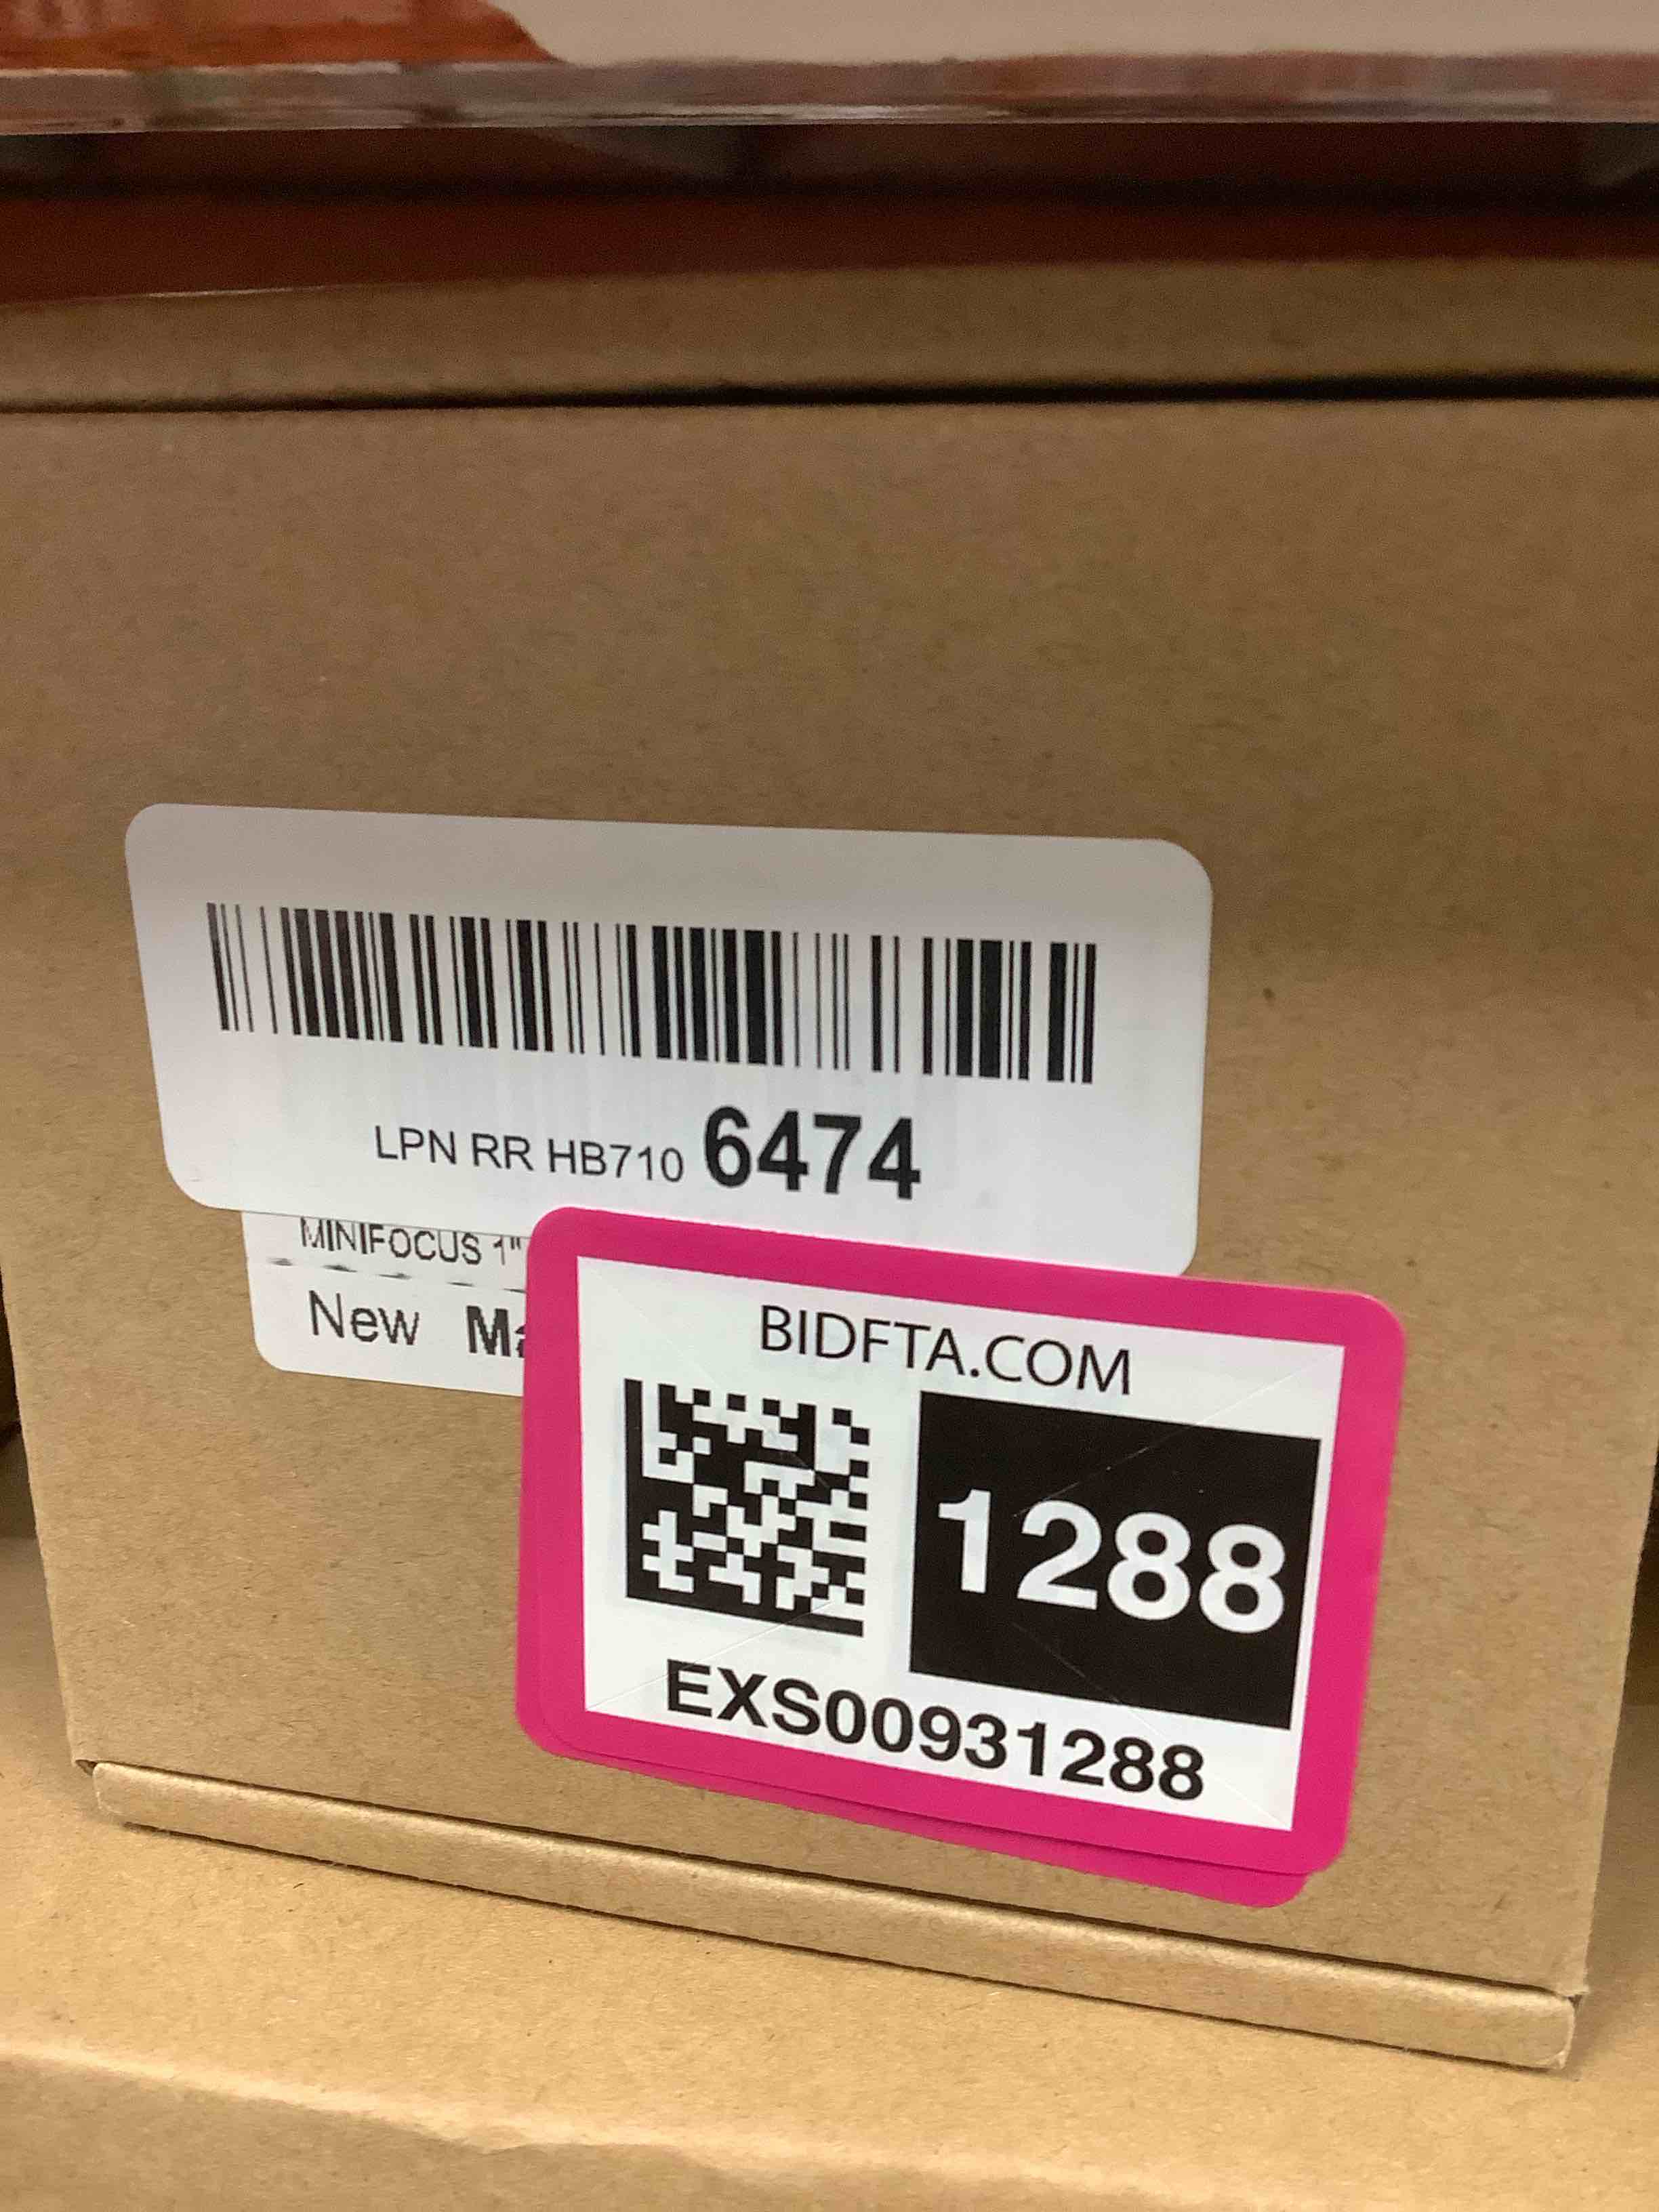 LPN RR HB710 6474
MINIFOCUS 1"
New
BIDFTA.COM
1288
EXS00931288